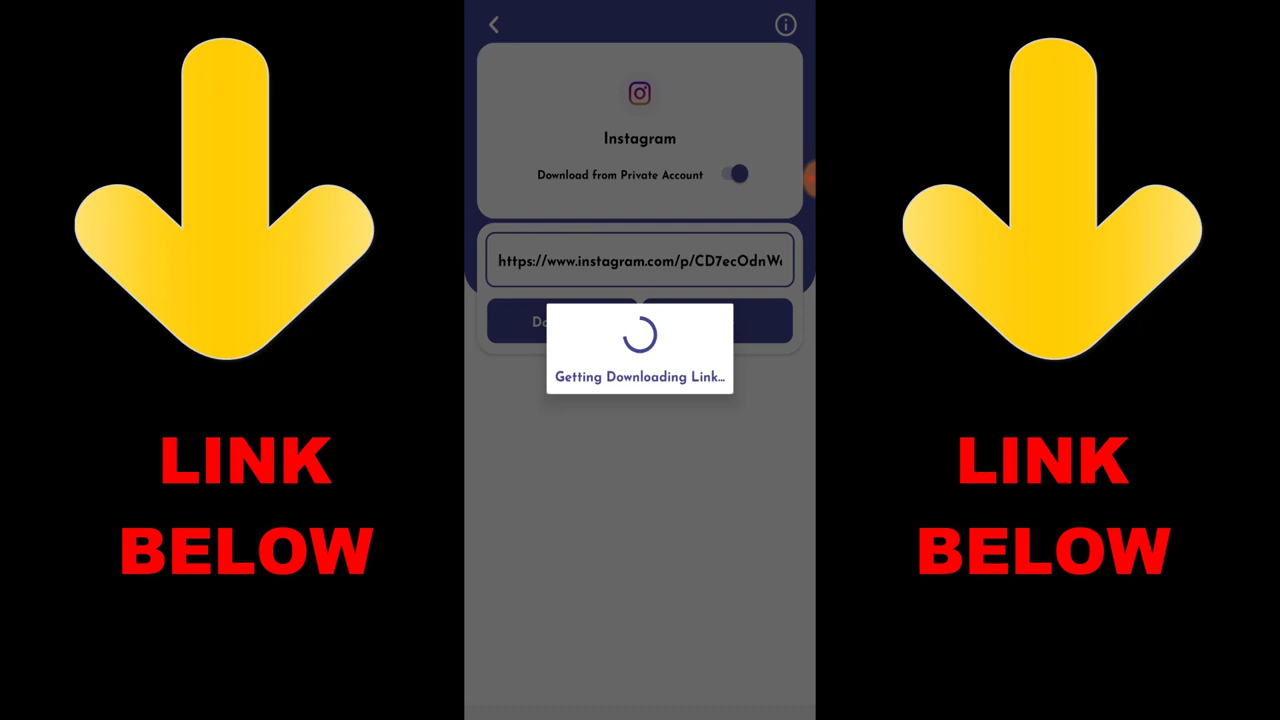 Instagram
Download from Private Account
https://www.instagram.com/p/CD7ecOdnW
Getting Downloading Link...
LINK
BELOW
LINK
BELOW